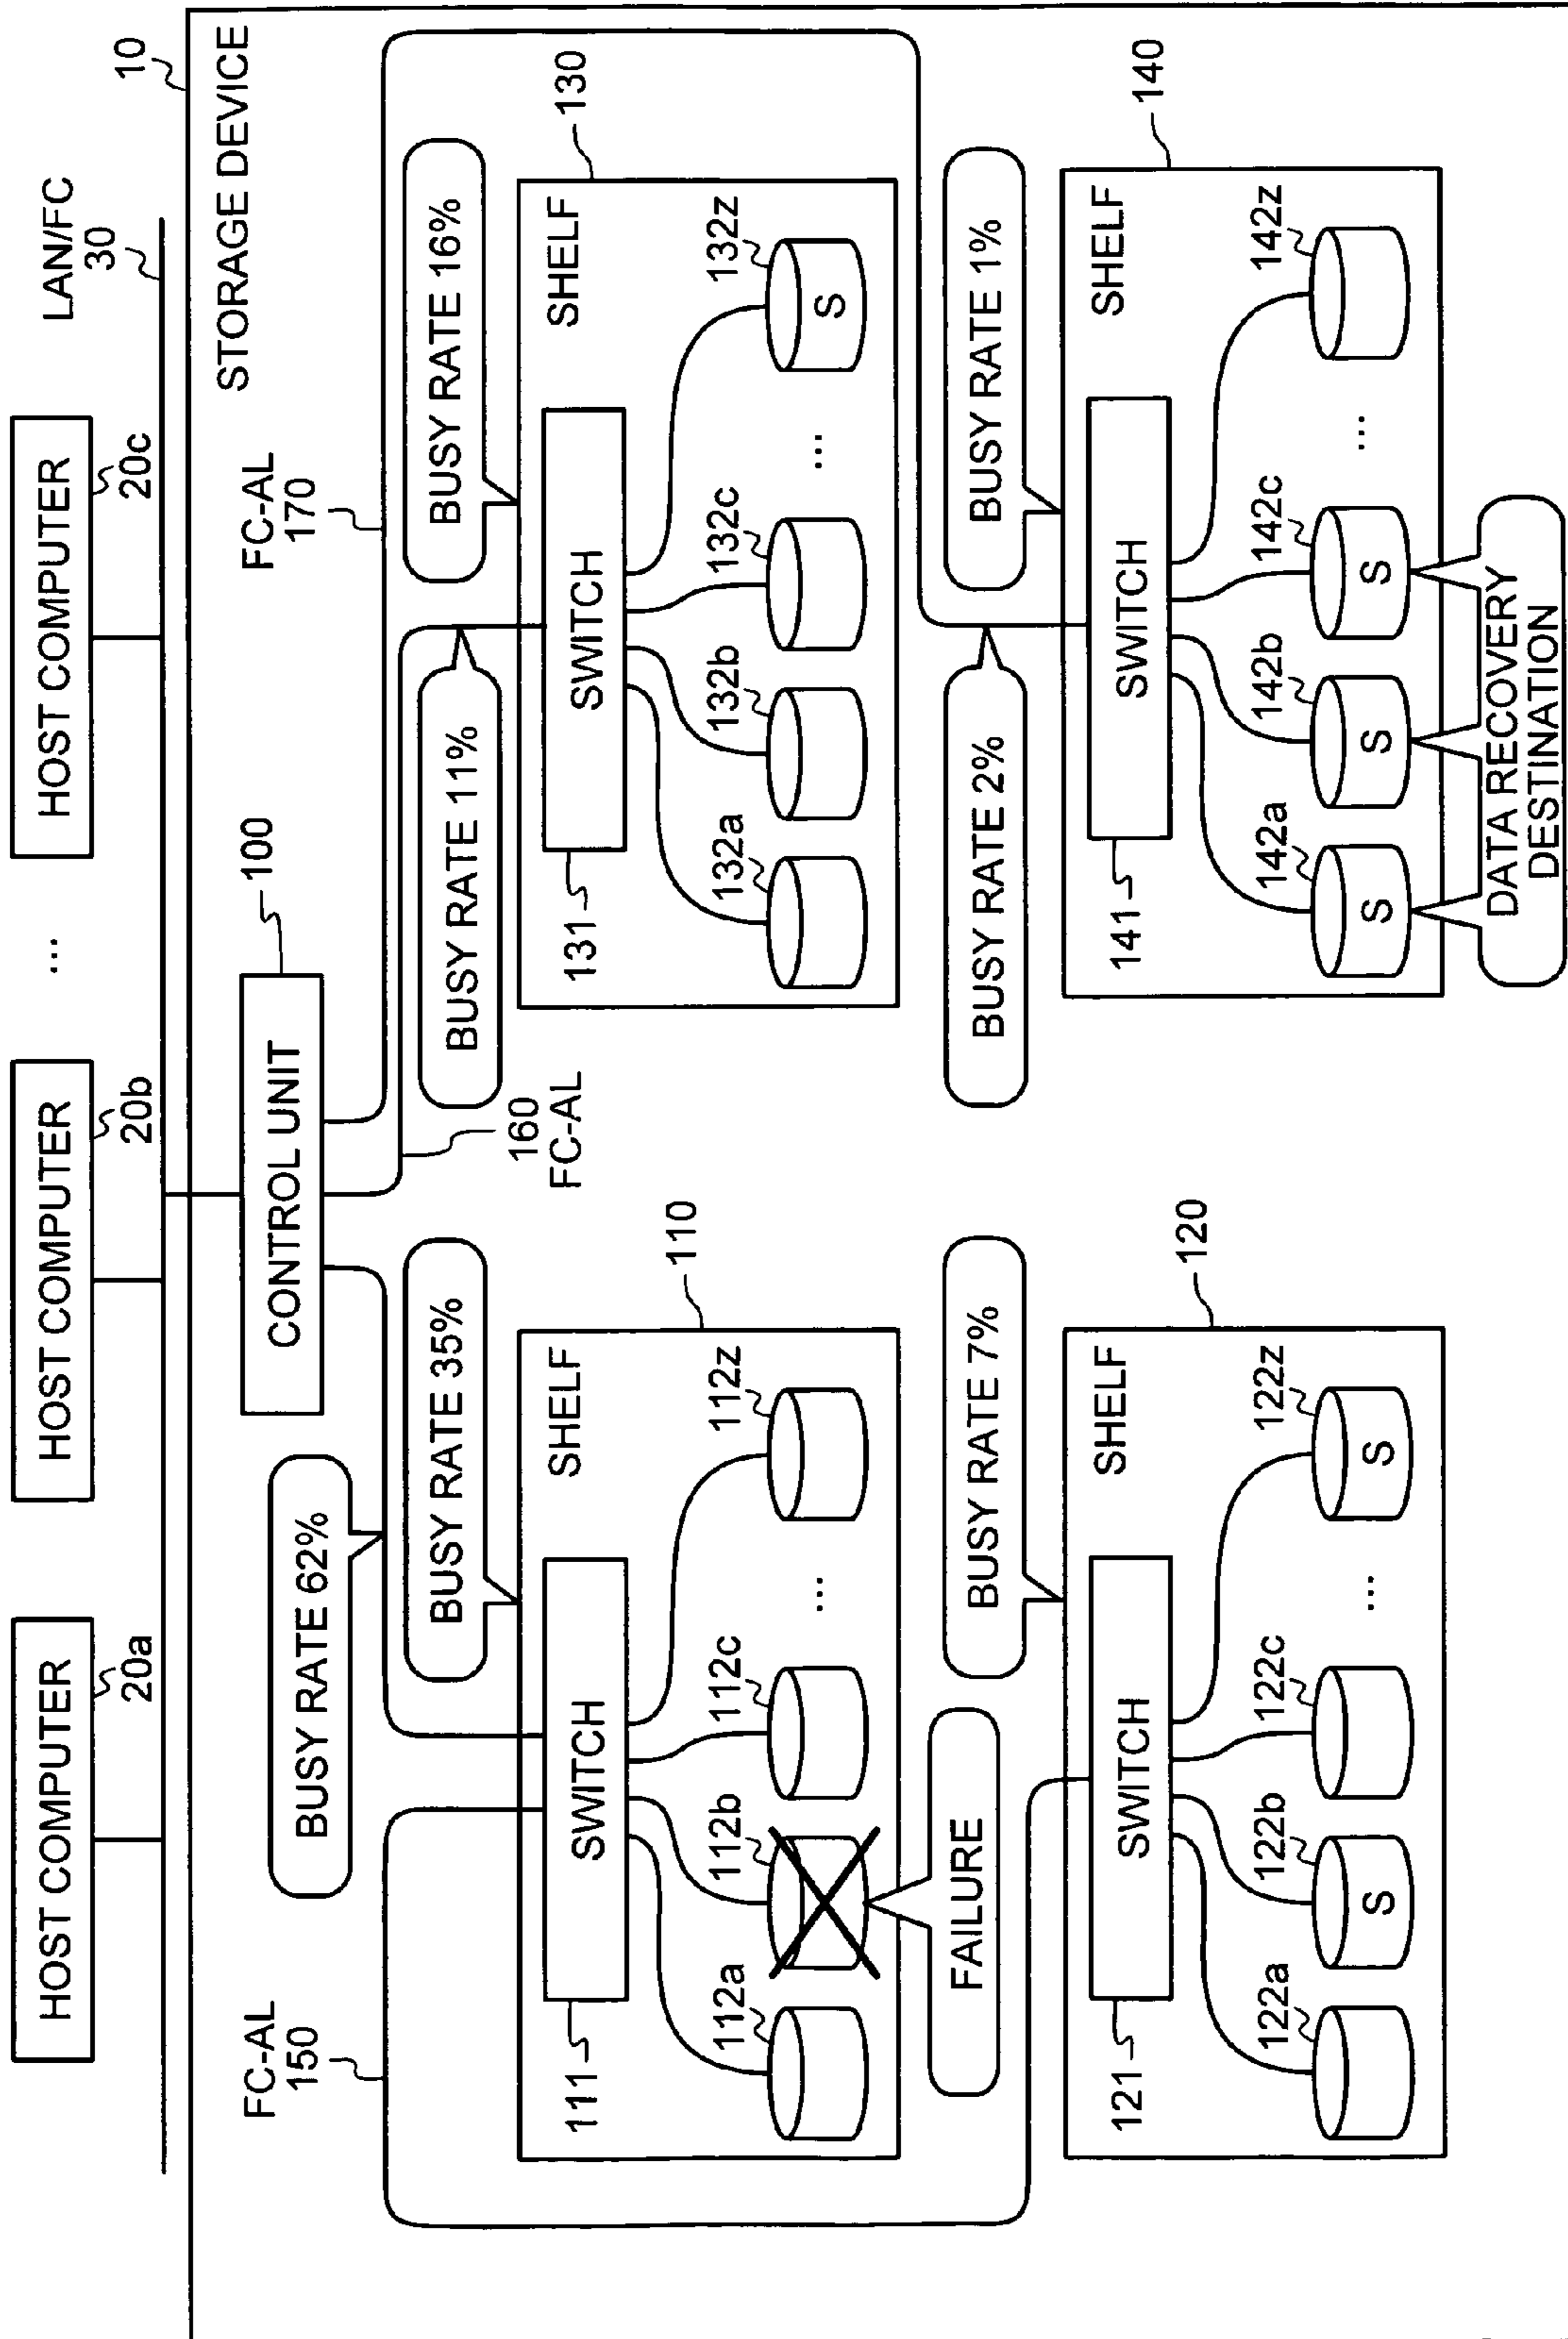 HOST COMPUTER
20a
HOST COMPUTER
20b
...
HOST COMPUTER
20c
LAN/FC
30
10
STORAGE DEVICE
CONTROL UNIT
100
FC-AL
150
BUSY RATE 62%
160
FC-AL
FC-AL
170
BUSY RATE 35%
110
SHELF
SWITCH
111
112a
112b
112c
...
112z
FAILURE
BUSY RATE 11%
BUSY RATE 16%
130
SHELF
SWITCH
131
132a
132b
132c
...
132z
S
BUSY RATE 7%
120
SHELF
SWITCH
121
122a
122b
S
122c
...
122z
S
BUSY RATE 2%
BUSY RATE 1%
140
SHELF
SWITCH
141
142a
S
142b
S
142c
S
...
142z
DATA RECOVERY
DESTINATION